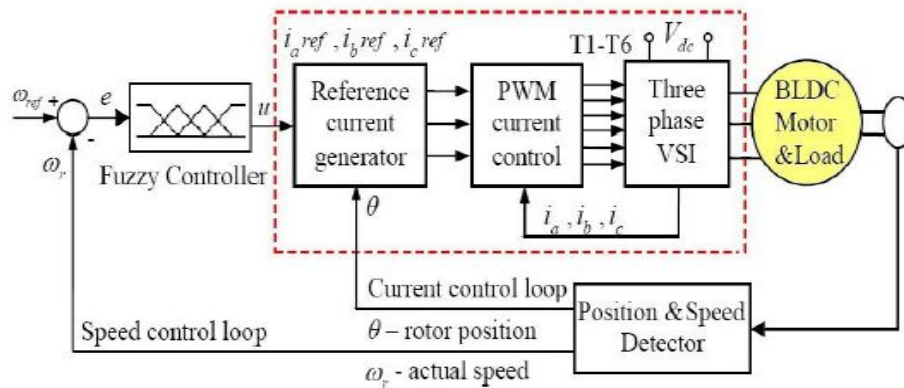 i_a ref , i_b ref , i_c ref
T1-T6
V_dc
ω_ref +
e
-
ω_r
Fuzzy Controller
u
Reference
current
generator
PWM
current
control
Three
phase
VSI
BLDC
Motor
&Load
θ
i_a , i_b , i_c
Current control loop
Position &Speed
Detector
Speed control loop
θ – rotor position
ω_r - actual speed